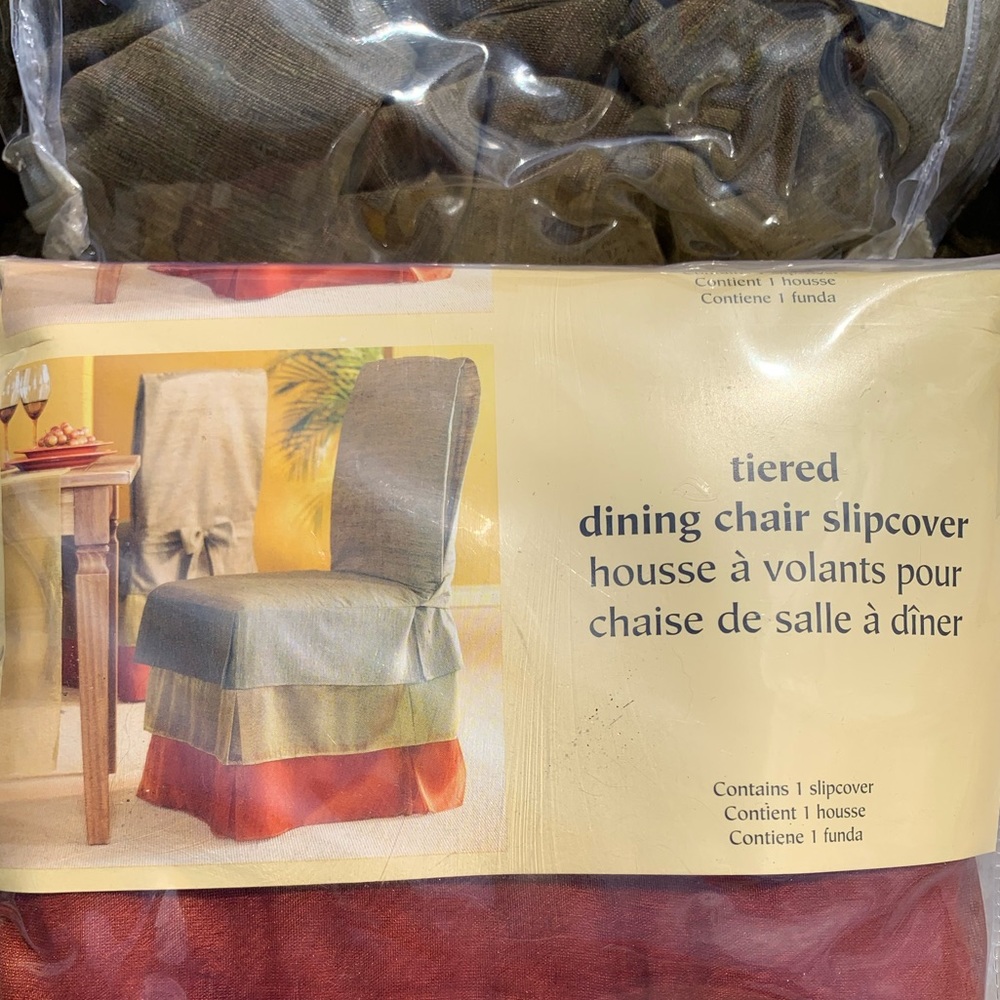 Contient 1 housse
Contiene 1 funda
tiered
dining chair slipcover
housse à volants pour
chaise de salle à dîner
Contains 1 slipcover
Contient 1 housse
Contiene 1 funda